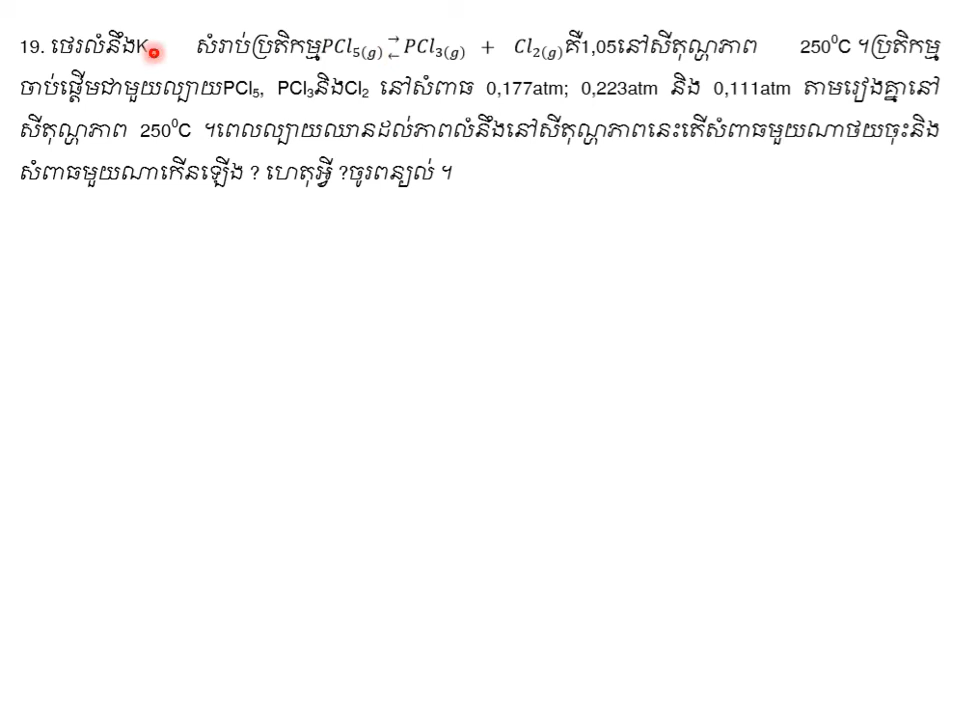 19. ថេរលំនឹងK សំរាប់ប្រតិកម្មPCl₅₍g₎ ⇄ PCl₃₍g₎ + Cl₂₍g₎គឺ1,05នៅសីតុណ្ហភាព 250⁰C ។ប្រតិកម្ម
ចាប់ផ្តើមជាមួយល្បាយPCl₅, PCl₃និងCl₂ នៅសំពាធ 0,177atm; 0,223atm និង 0,111atm តាមរៀងគ្នានៅ
សីតុណ្ហភាព 250⁰C ។ពេលល្បាយឈានដល់ភាពលំនឹងនៅសីតុណ្ហភាពនេះតើសំពាធមួយណាថយចុះនិង
សំពាធមួយណាកើនឡើង ? ហេតុអ្វី ?ចូរពន្យល់ ។